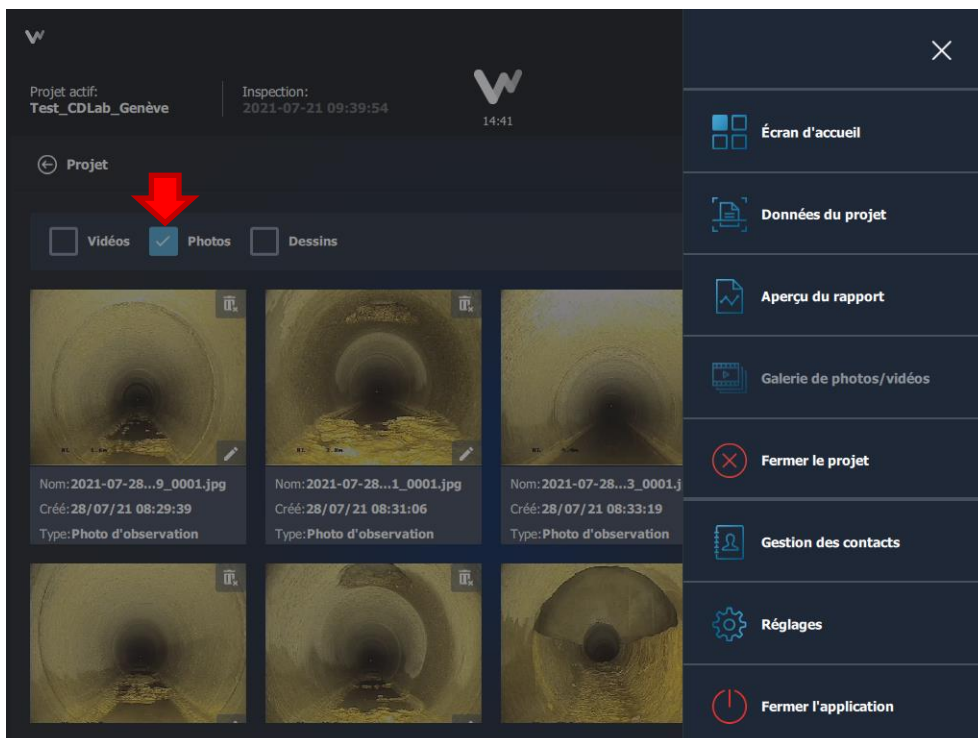 Projet actif:
Test_CDLab_Genève
Inspection:
2021-07-21 09:39:54
14:41
Projet
Vidéos
Photos
Dessins
Nom:2021-07-28...9_0001.jpg
Créé:28/07/21 08:29:39
Type:Photo d'observation
Nom:2021-07-28...1_0001.jpg
Créé:28/07/21 08:31:06
Type:Photo d'observation
Nom:2021-07-28...3_0001.j
Créé:28/07/21 08:33:19
Type:Photo d'observation
Écran d'accueil
Données du projet
Aperçu du rapport
Galerie de photos/vidéos
Fermer le projet
Gestion des contacts
Réglages
Fermer l'application